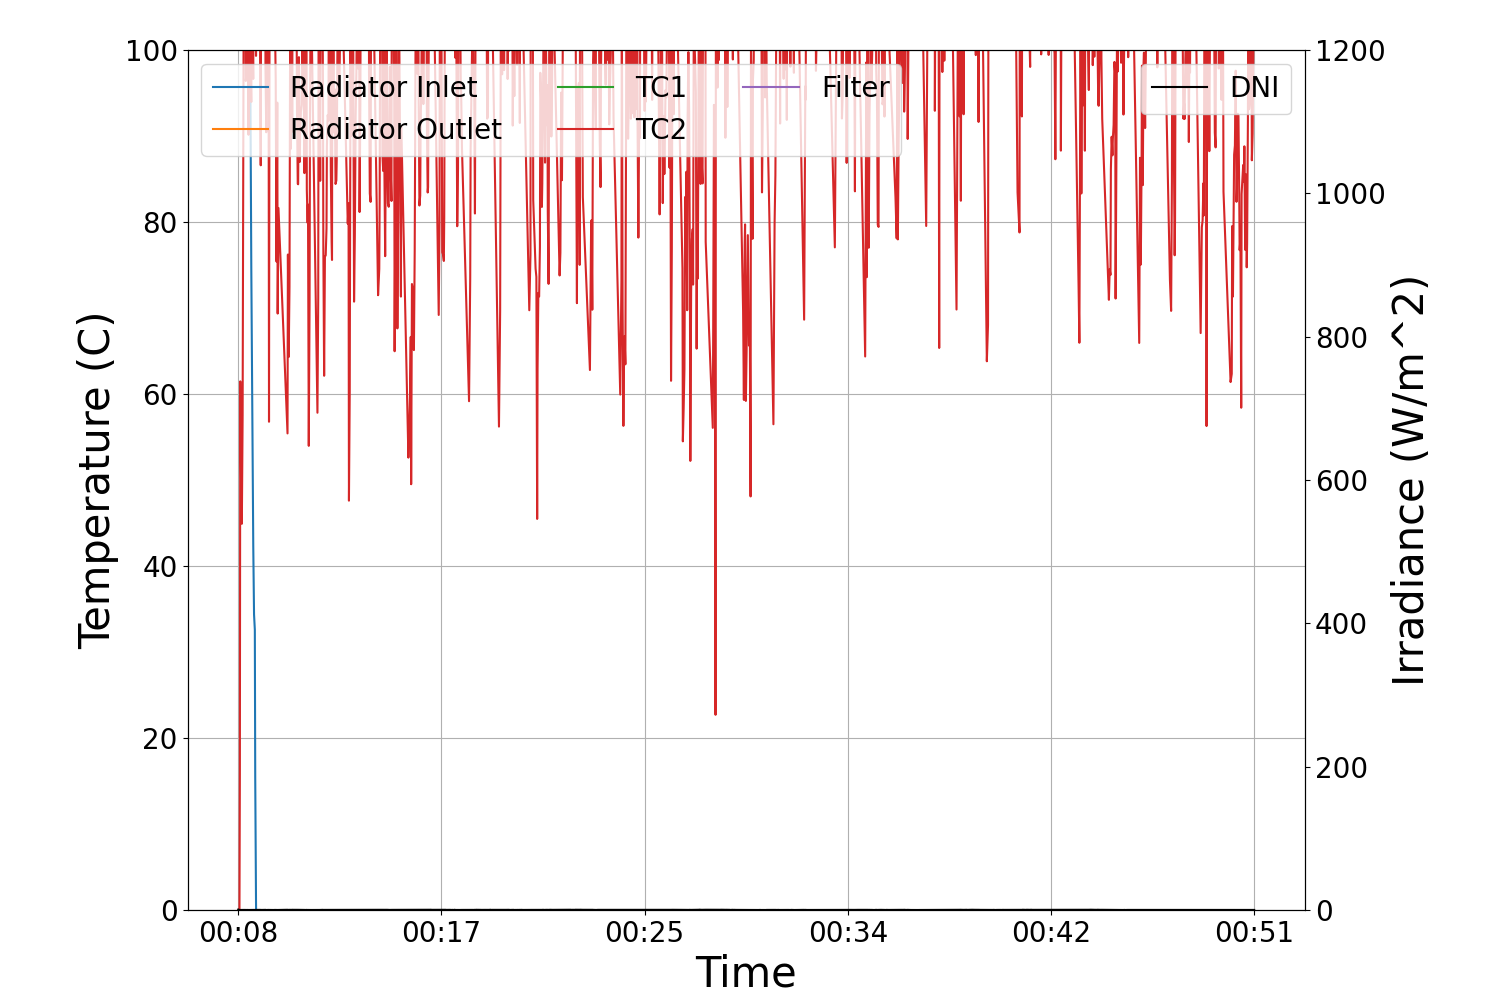 Radiator Inlet
Radiator Outlet
TC1
TC2
Filter
DNI
Temperature (C)
100
80
60
40
20
0
1200
1000
800
600
400
200
0
Irradiance (W/m^2)
00:08 00:17 00:25 00:34 00:42 00:51
Time